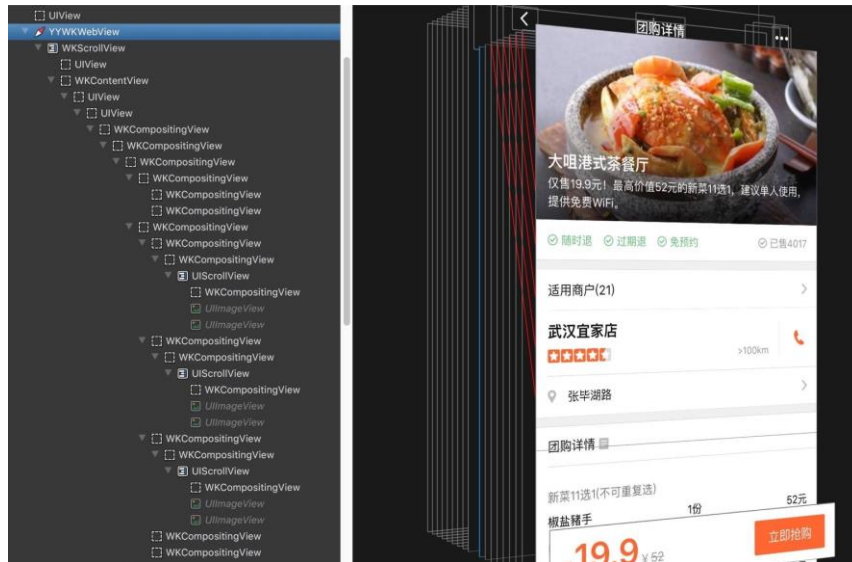 UIView
YYWKWebView
WKScrollView
UIView
WKContentView
UIView
UIView
WKCompositingView
WKCompositingView
WKCompositingView
WKCompositingView
WKCompositingView
WKCompositingView
WKCompositingView
WKCompositingView
WKCompositingView
UIScrollView
WKCompositingView
UIImageView
UIImageView
WKCompositingView
WKCompositingView
UIScrollView
WKCompositingView
UIImageView
UIImageView
WKCompositingView
WKCompositingView
UIScrollView
WKCompositingView
UIImageView
UIImageView
WKCompositingView
WKCompositingView
团购详情
大咀港式茶餐厅
仅售19.9元！最高价值52元的新菜11选1，建议单人使用，
提供免费WiFi。
随时退 过期退 免预约 已售4017
适用商户(21)
武汉宜家店
>100km
张毕湖路
团购详情
新菜11选1(不可重复选)
椒盐豬手 1份 52元
19.9 ¥52 立即抢购